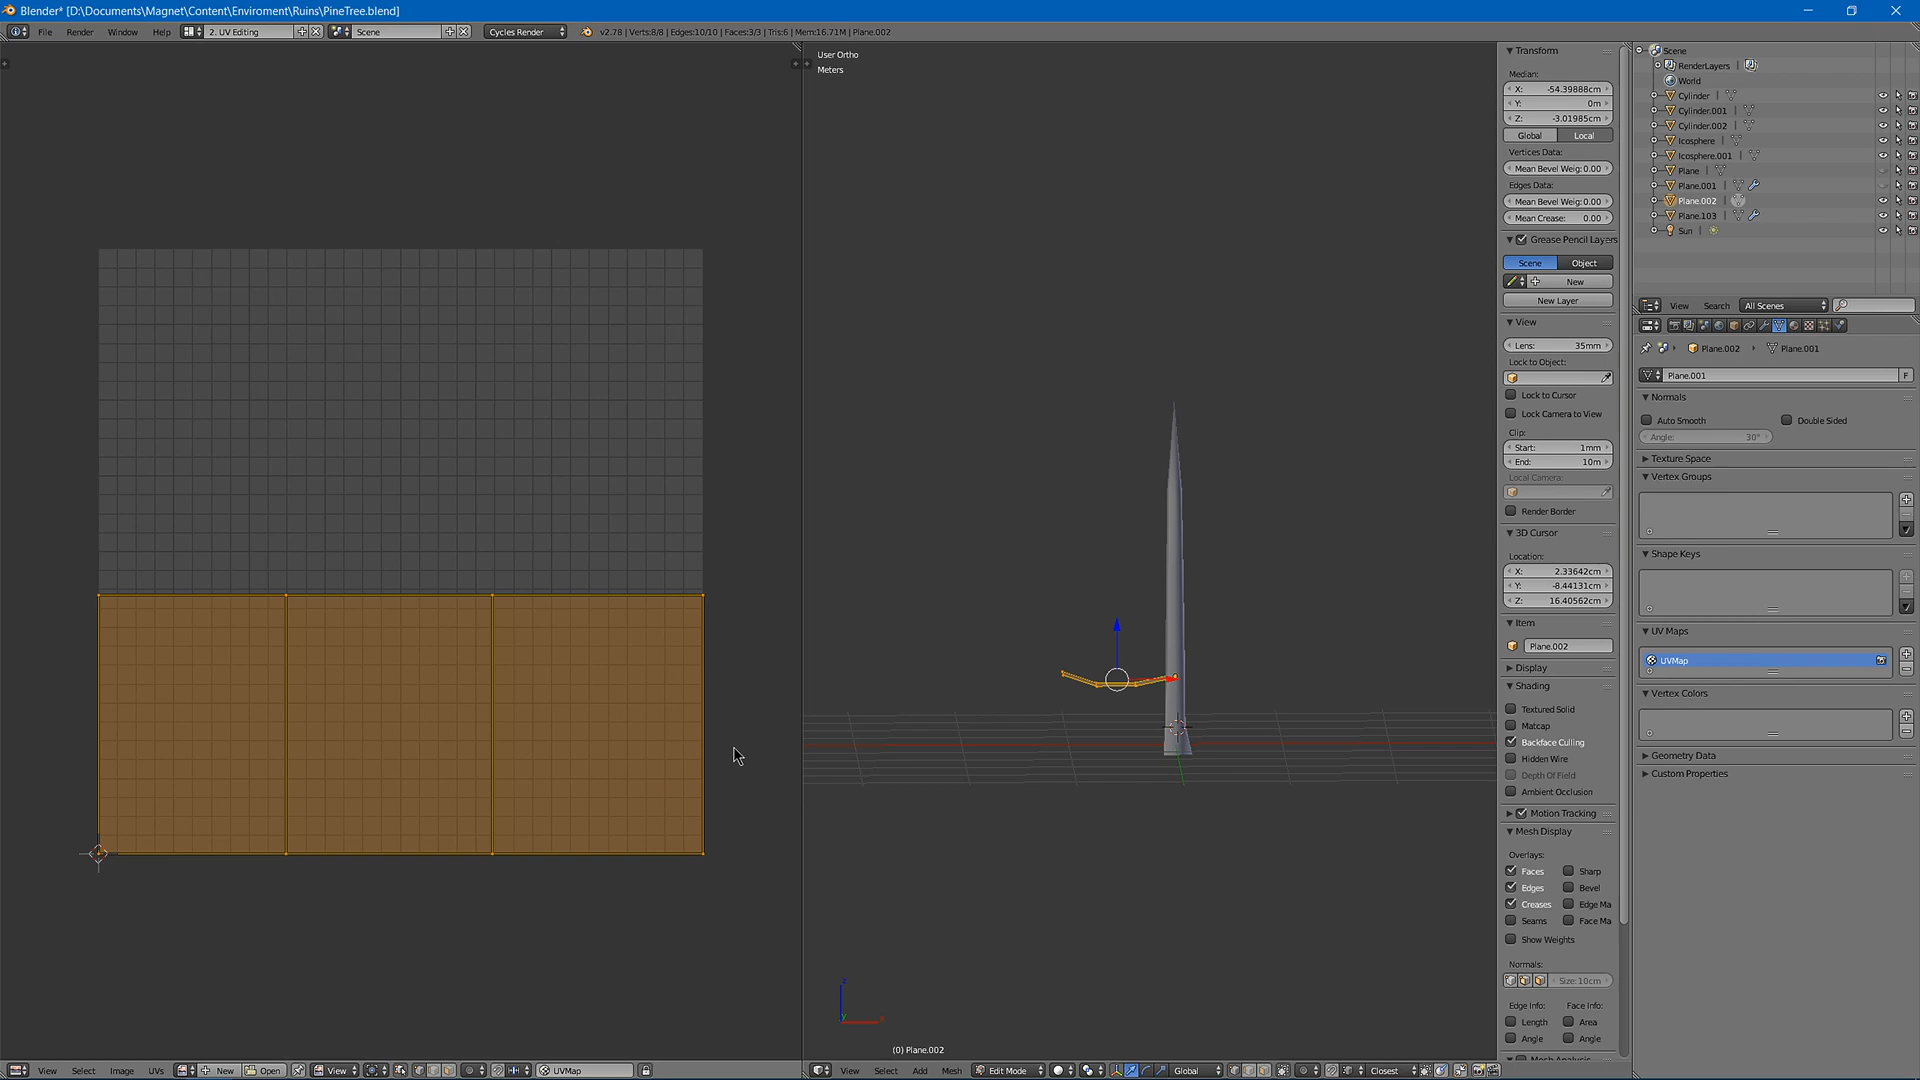 Blender* [D:\Documents\Magnet\Content\Enviroment\Ruins\PineTree.blend]
File Render Window Help 2. UV Editing Scene Cycles Render v2.78 | Verts:8/8 | Edges:10/10 | Faces:3/3 | Tris:6 | Mem:16.71M | Plane.002
User Ortho
Meters
Transform
Median:
X: -54.39888cm
Y: 0m
Z: -3.01985cm
Global Local
Vertices Data:
Mean Bevel Weig: 0.00
Edges Data:
Mean Bevel Weig: 0.00
Mean Crease: 0.00
Grease Pencil Layers
Scene Object
New
New Layer
View
Lens: 35mm
Lock to Object:
Lock to Cursor
Lock Camera to View
Clip:
Start: 1mm
End: 10m
Local Camera:
Render Border
3D Cursor
Location:
X: 2.33642cm
Y: -8.44131cm
Z: 16.40562cm
Item
Plane.002
Display
Shading
Textured Solid
Matcap
Backface Culling
Hidden Wire
Depth Of Field
Ambient Occlusion
Motion Tracking
Mesh Display
Overlays:
Faces Sharp
Edges Bevel
Creases Edge Ma
Seams Face Ma
Show Weights
Normals:
Size: 10cm
Edge Info: Face Info:
Length Area
Angle Angle
Mesh Analysis
Scene
RenderLayers
World
Cylinder
Cylinder.001
Cylinder.002
Icosphere
Icosphere.001
Plane
Plane.001
Plane.002
Plane.103
Sun
View Search All Scenes
Plane.002 Plane.001
Plane.001 F
Normals
Auto Smooth Double Sided
Angle: 30°
Texture Space
Vertex Groups
Shape Keys
UV Maps
UVMap
Vertex Colors
Geometry Data
Custom Properties
z
y
x
(0) Plane.002
View Select Image UVs New Open View UVMap
View Select Add Mesh Edit Mode Global Closest